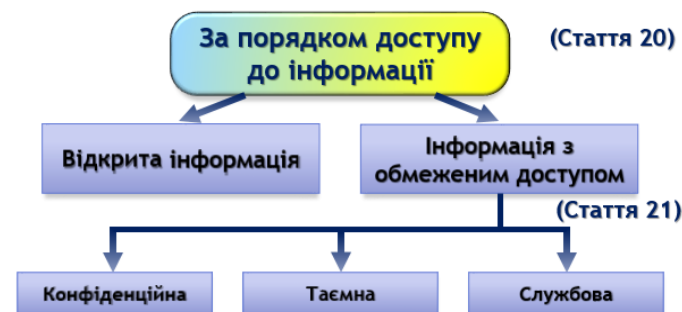 За порядком доступу
до інформації
(Стаття 20)
Відкрита інформація
Інформація з
обмеженим доступом
(Стаття 21)
Конфіденційна
Таємна
Службова